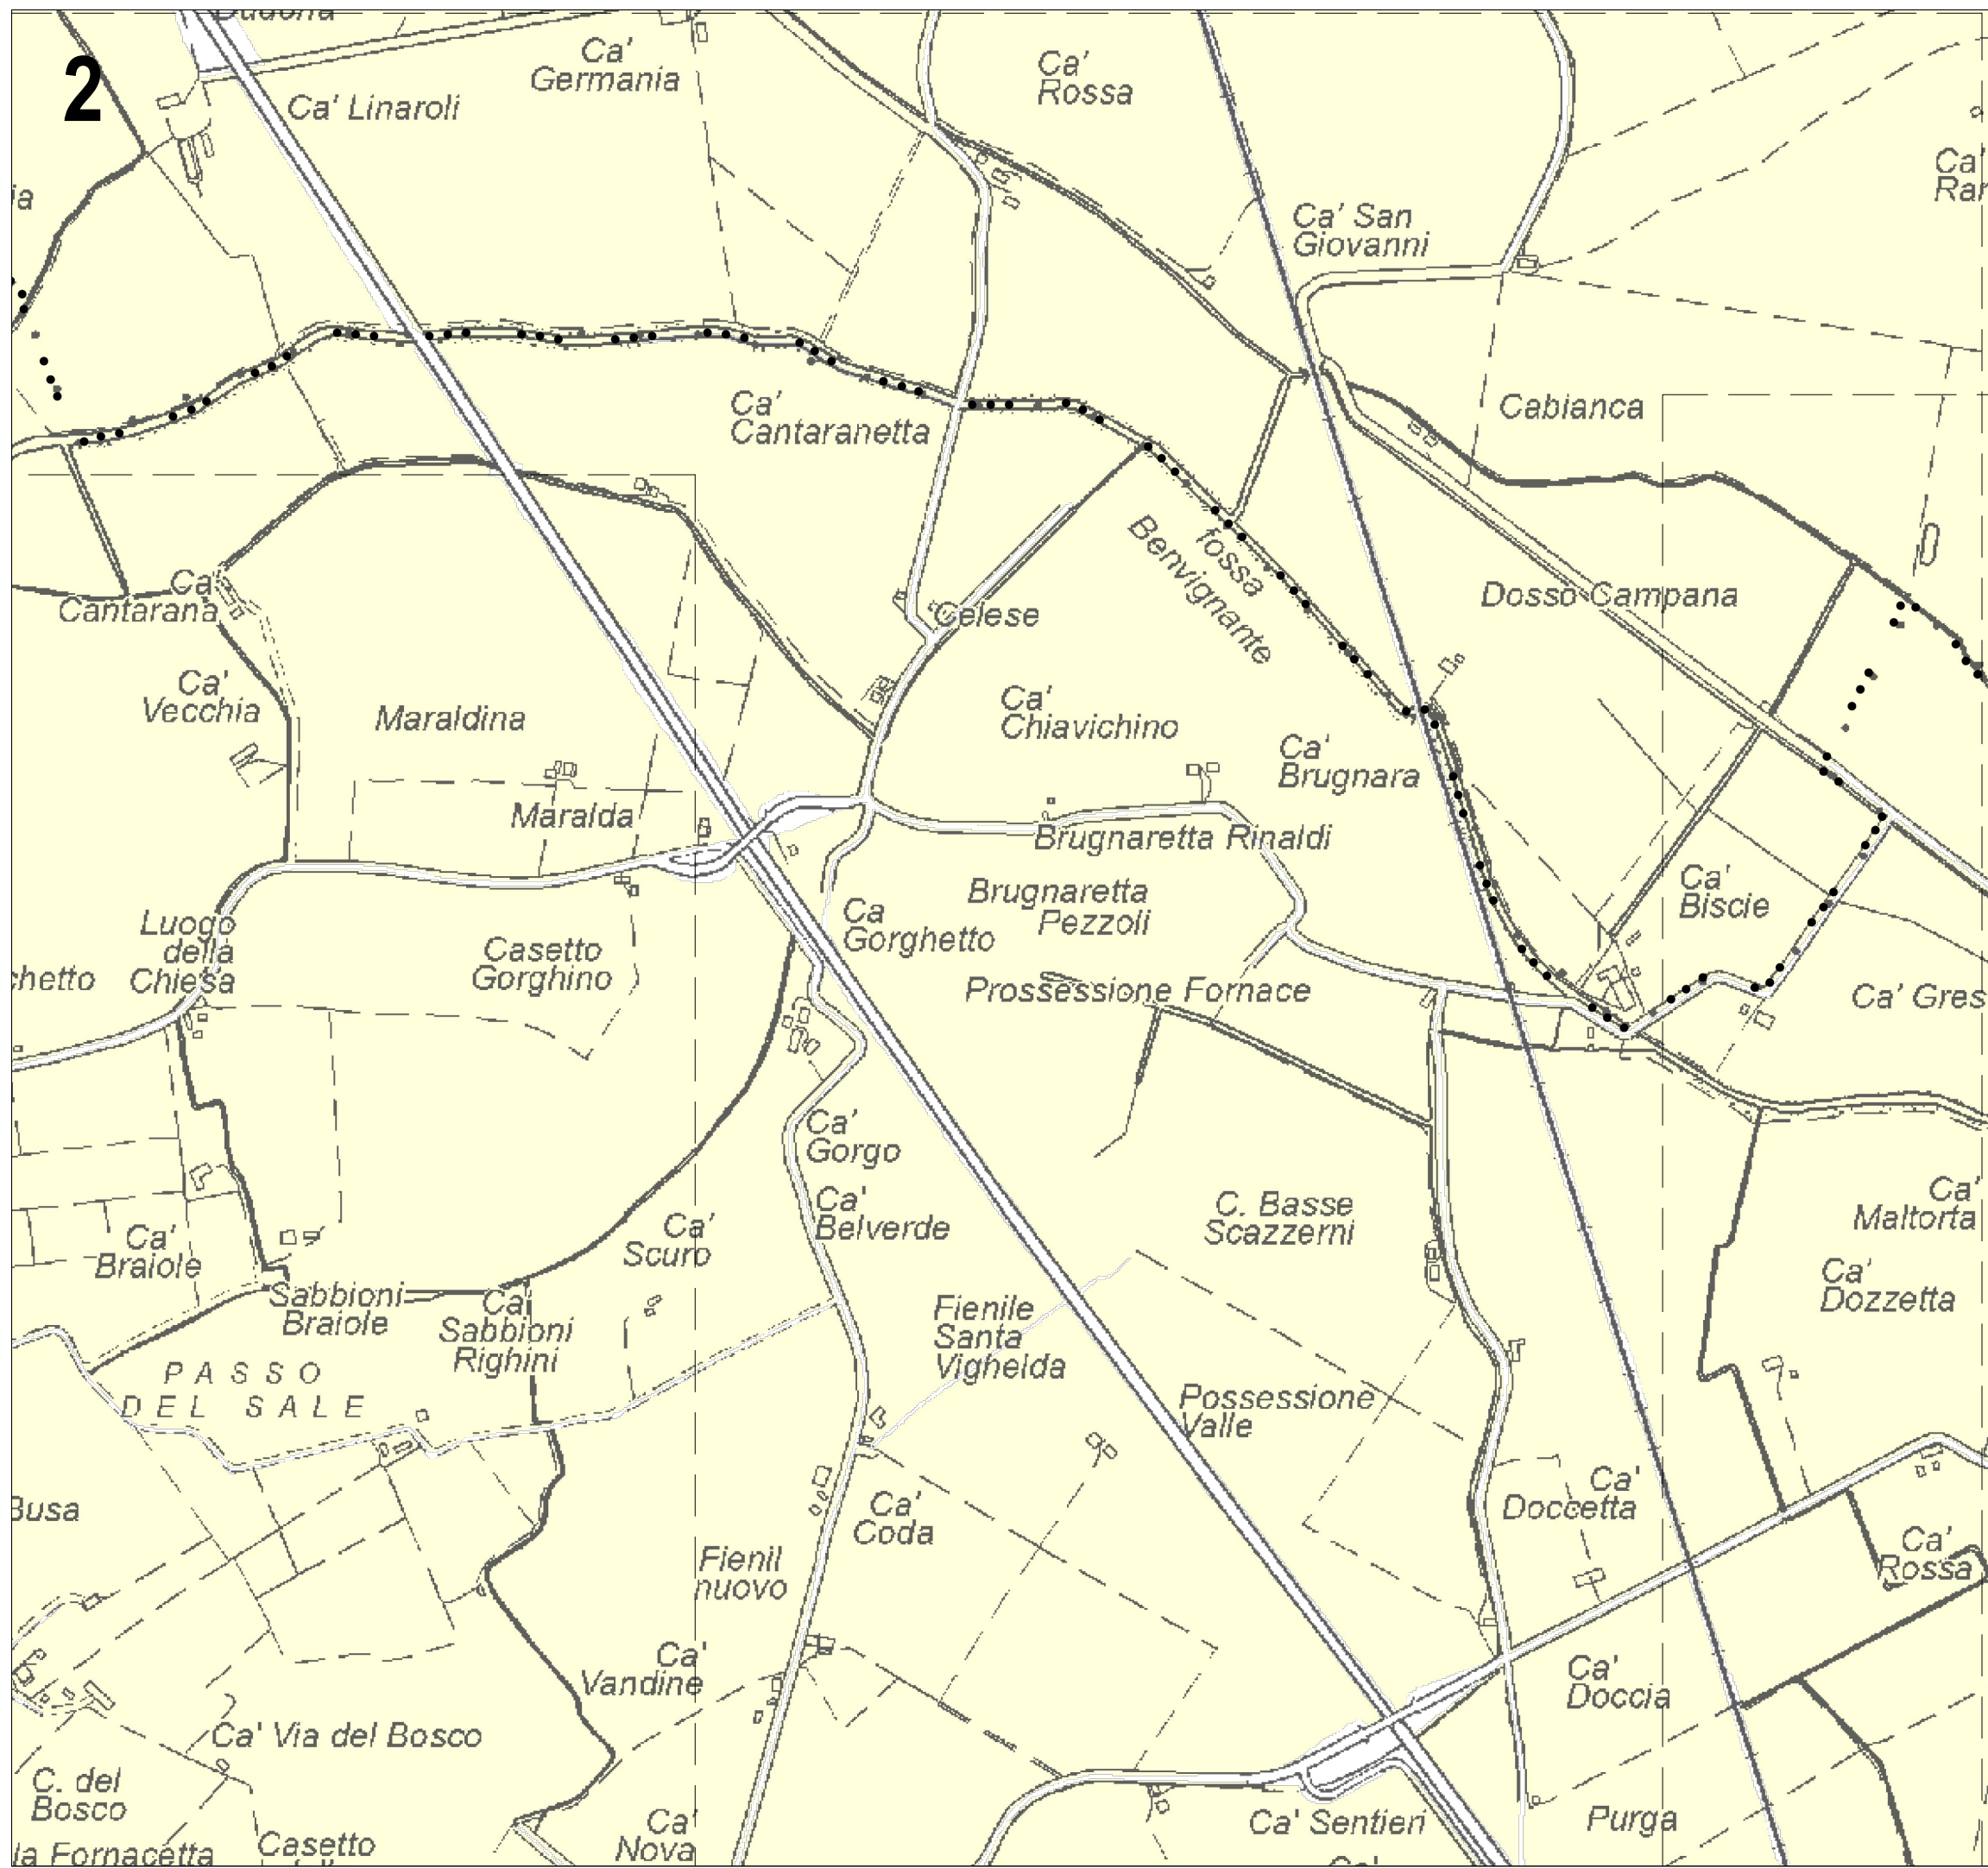 2
Ca' Linaroli
Ca'
Germania
Ca'
Rossa
Ca' San
Giovanni
Ca'
Cantaranetta
Cabianca
fossa
Benvignante
Ca'
Cantarana
Celese
Dosso Campana
Ca'
Vecchia
Maraldina
Ca'
Chiavichino
Ca'
Brugnara
Maralda
Brugnaretta Rinaldi
Brugnaretta
Pezzoli
Ca'
Biscie
Luogo
della
Chiesa
Casetto
Gorghino
Ca
Gorghetto
chetto
Prossessione Fornace
Ca' Gres
Ca'
Gorgo
Ca'
Belverde
C. Basse
Scazzerni
Ca'
Maltorta
Ca'
Braiole
Ca'
Scuro
Ca'
Dozzetta
Sabbioni
Braiole
Ca'
Sabbioni
Righini
Fienile
Santa
Vighelda
PASSO
DEL SALE
Possessione
Valle
Busa
Ca'
Coda
Ca'
Doccetta
Fienil
nuovo
Ca'
Rossa
Ca'
Vandine
Ca'
Doccia
Ca' Via del Bosco
C. del
Bosco
Ca'
Nova
Ca' Sentieri
Purga
la Fornacetta
Casetto